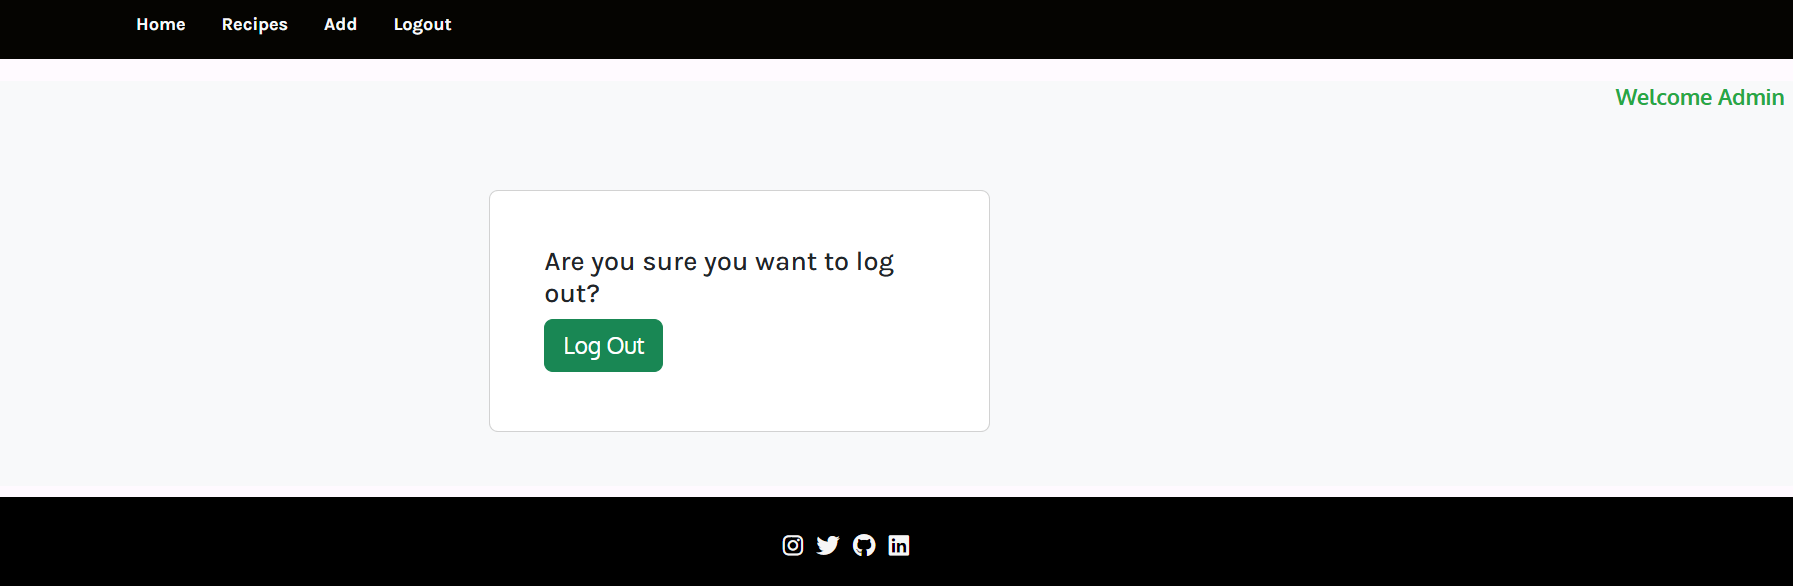 Home Recipes Add Logout
Welcome Admin
Are you sure you want to log
out?
Log Out